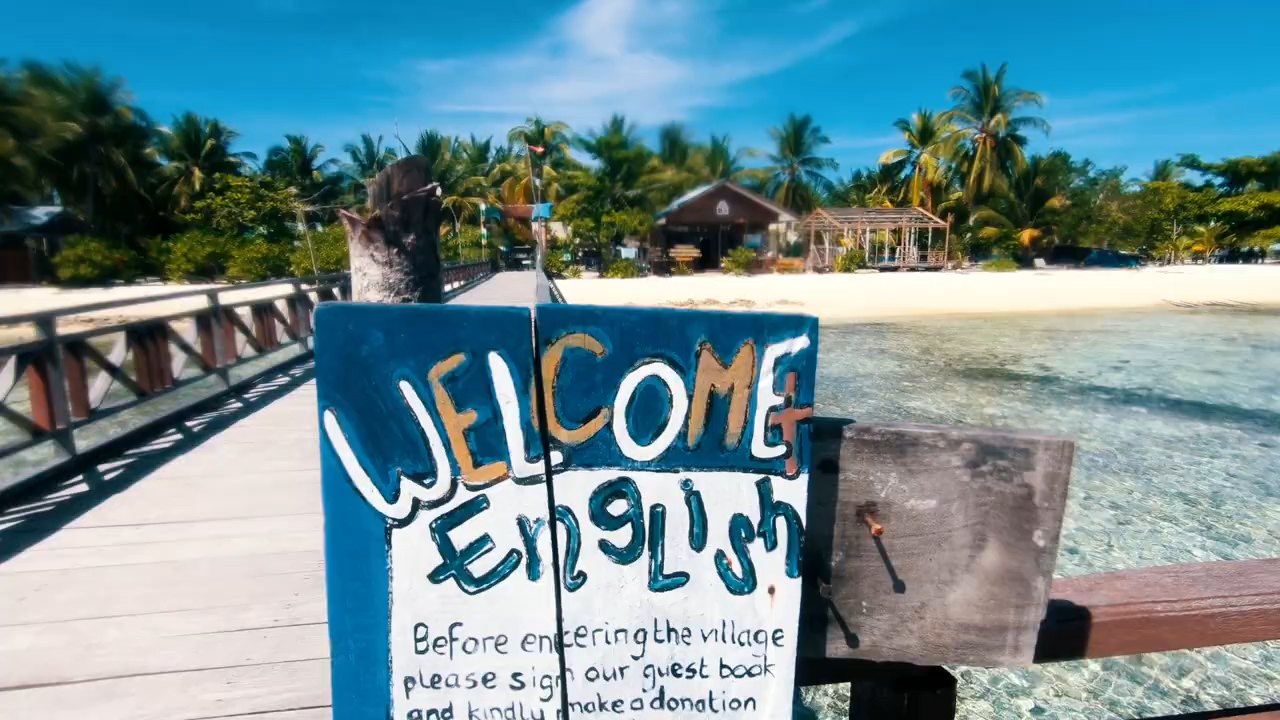 WELCOME
EngLish
Before entering the village
please sign our guest book
and kindly make a donation